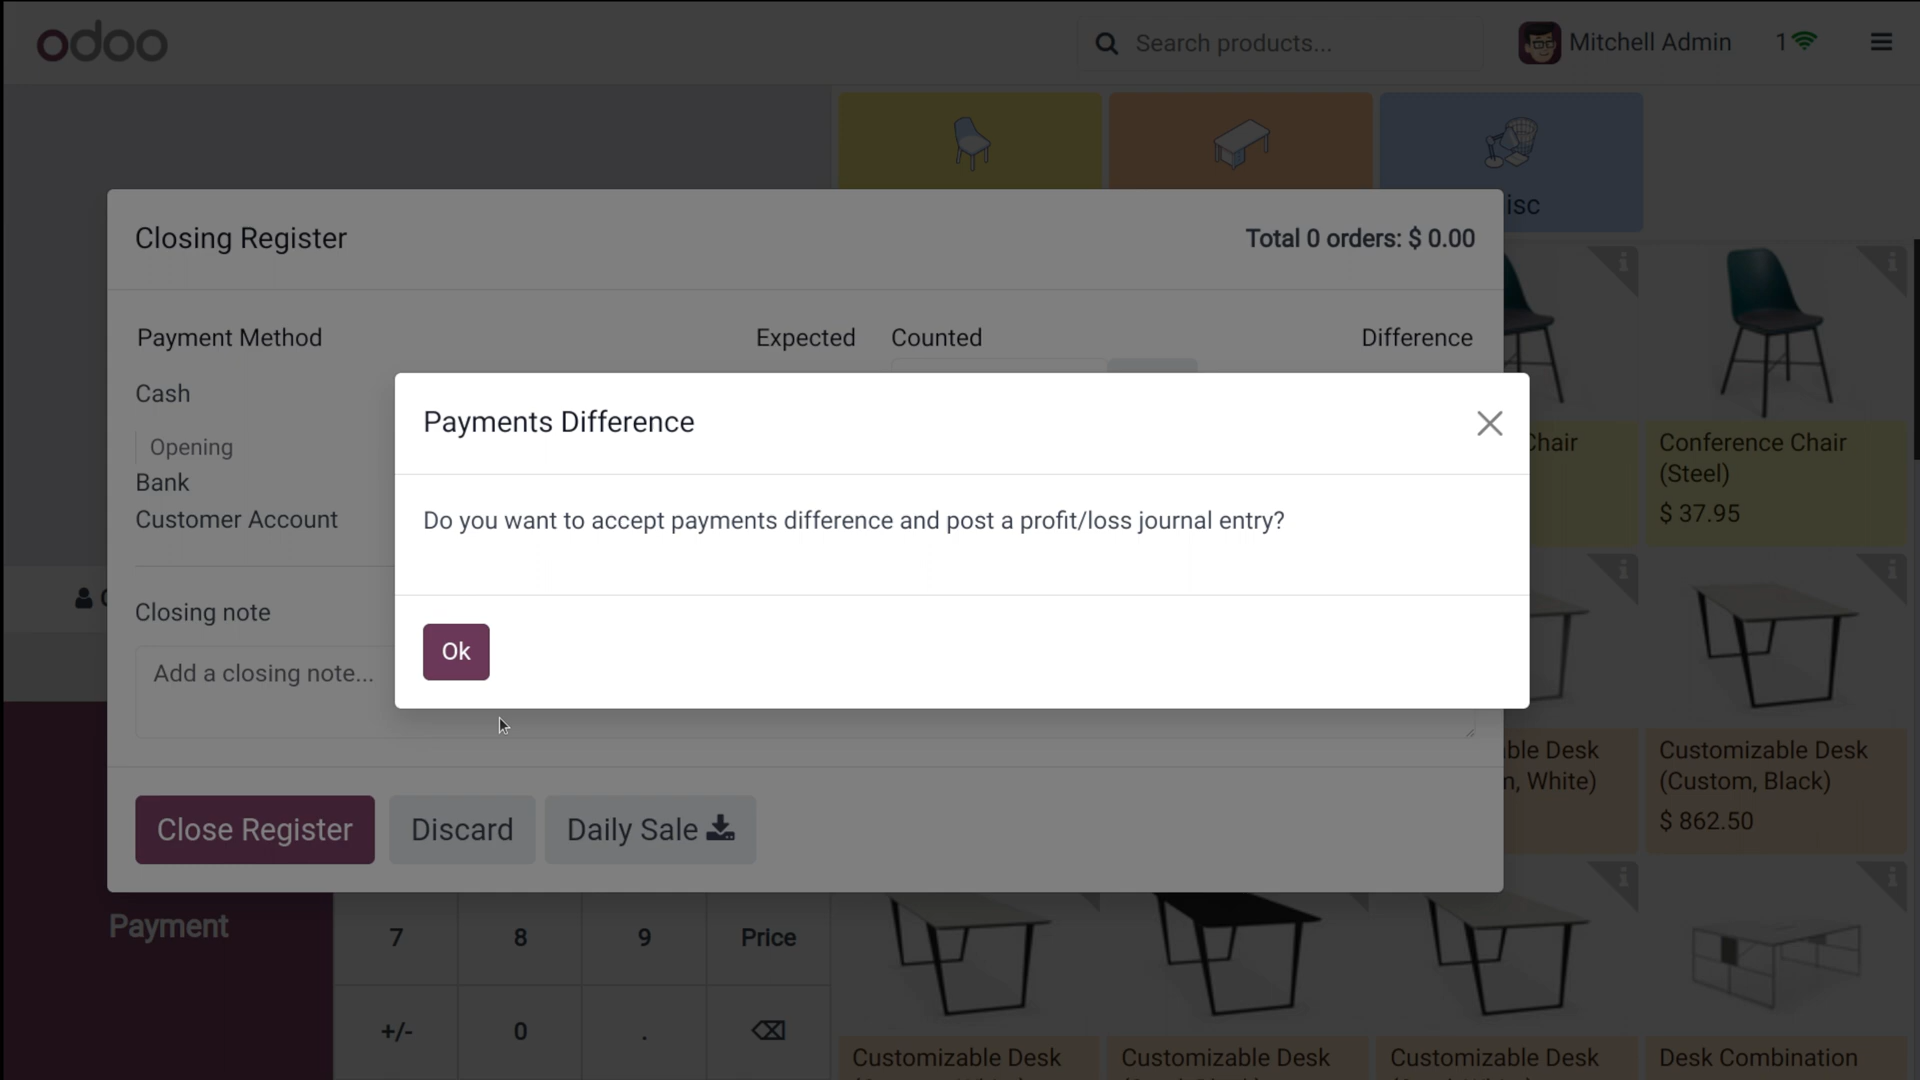 odoo
Search products...
Mitchell Admin
1
isc
Closing Register
Total 0 orders: $ 0.00
Payment Method
Expected
Counted
Difference
Cash
Opening
Bank
Customer Account
Payments Difference
Do you want to accept payments difference and post a profit/loss journal entry?
Ok
Chair
Conference Chair
(Steel)
$ 37.95
Closing note
Add a closing note...
Customizable Desk
(Custom, Black)
$ 862.50
White)
Close Register
Discard
Daily Sale
Payment
7
8
9
Price
+/-
0
.
Customizable Desk
Customizable Desk
Customizable Desk
Desk Combination